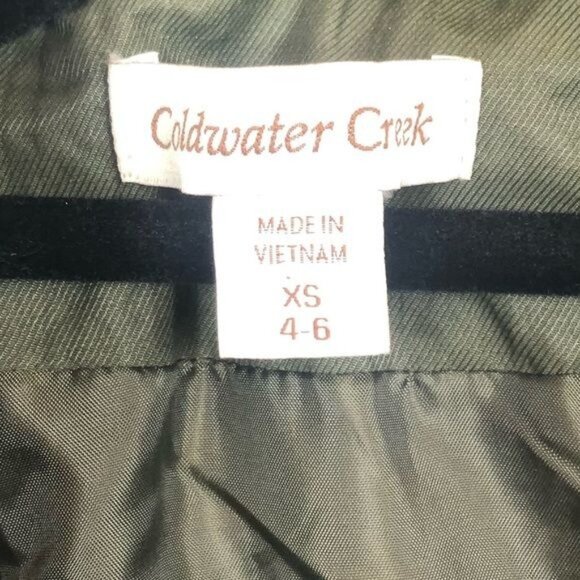 Coldwater Creek
MADE IN
VIETNAM
XS
4-6